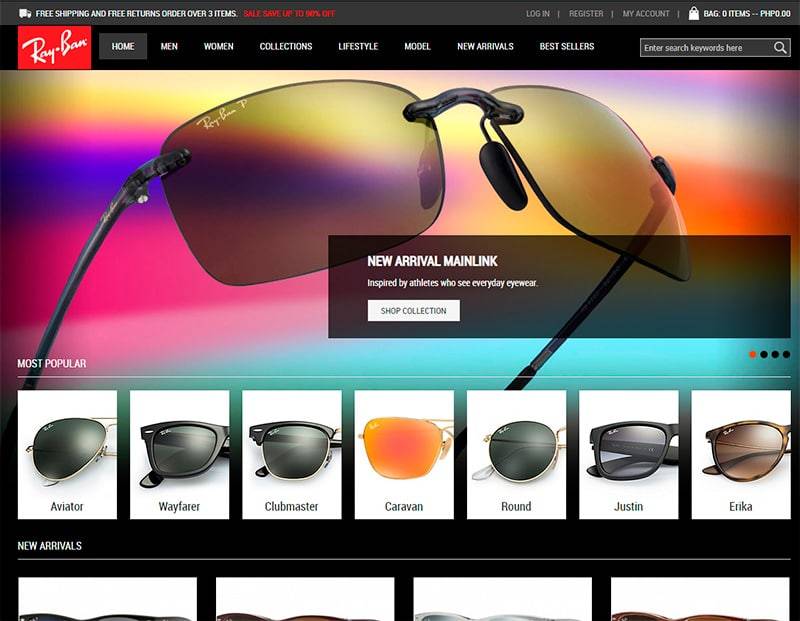 FREE SHIPPING AND FREE RETURNS ORDER OVER 3 ITEMS. SALE SAVE UP TO 90% OFF
LOG IN | REGISTER | MY ACCOUNT | BAG: 0 ITEMS -- PHP0.00
Ray-Ban
HOME MEN WOMEN COLLECTIONS LIFESTYLE MODEL NEW ARRIVALS BEST SELLERS
Enter search keywords here
Ray-Ban P
NEW ARRIVAL MAINLINK
Inspired by athletes who see everyday eyewear.
SHOP COLLECTION
MOST POPULAR
Aviator Wayfarer Clubmaster Caravan Round Justin Erika
NEW ARRIVALS